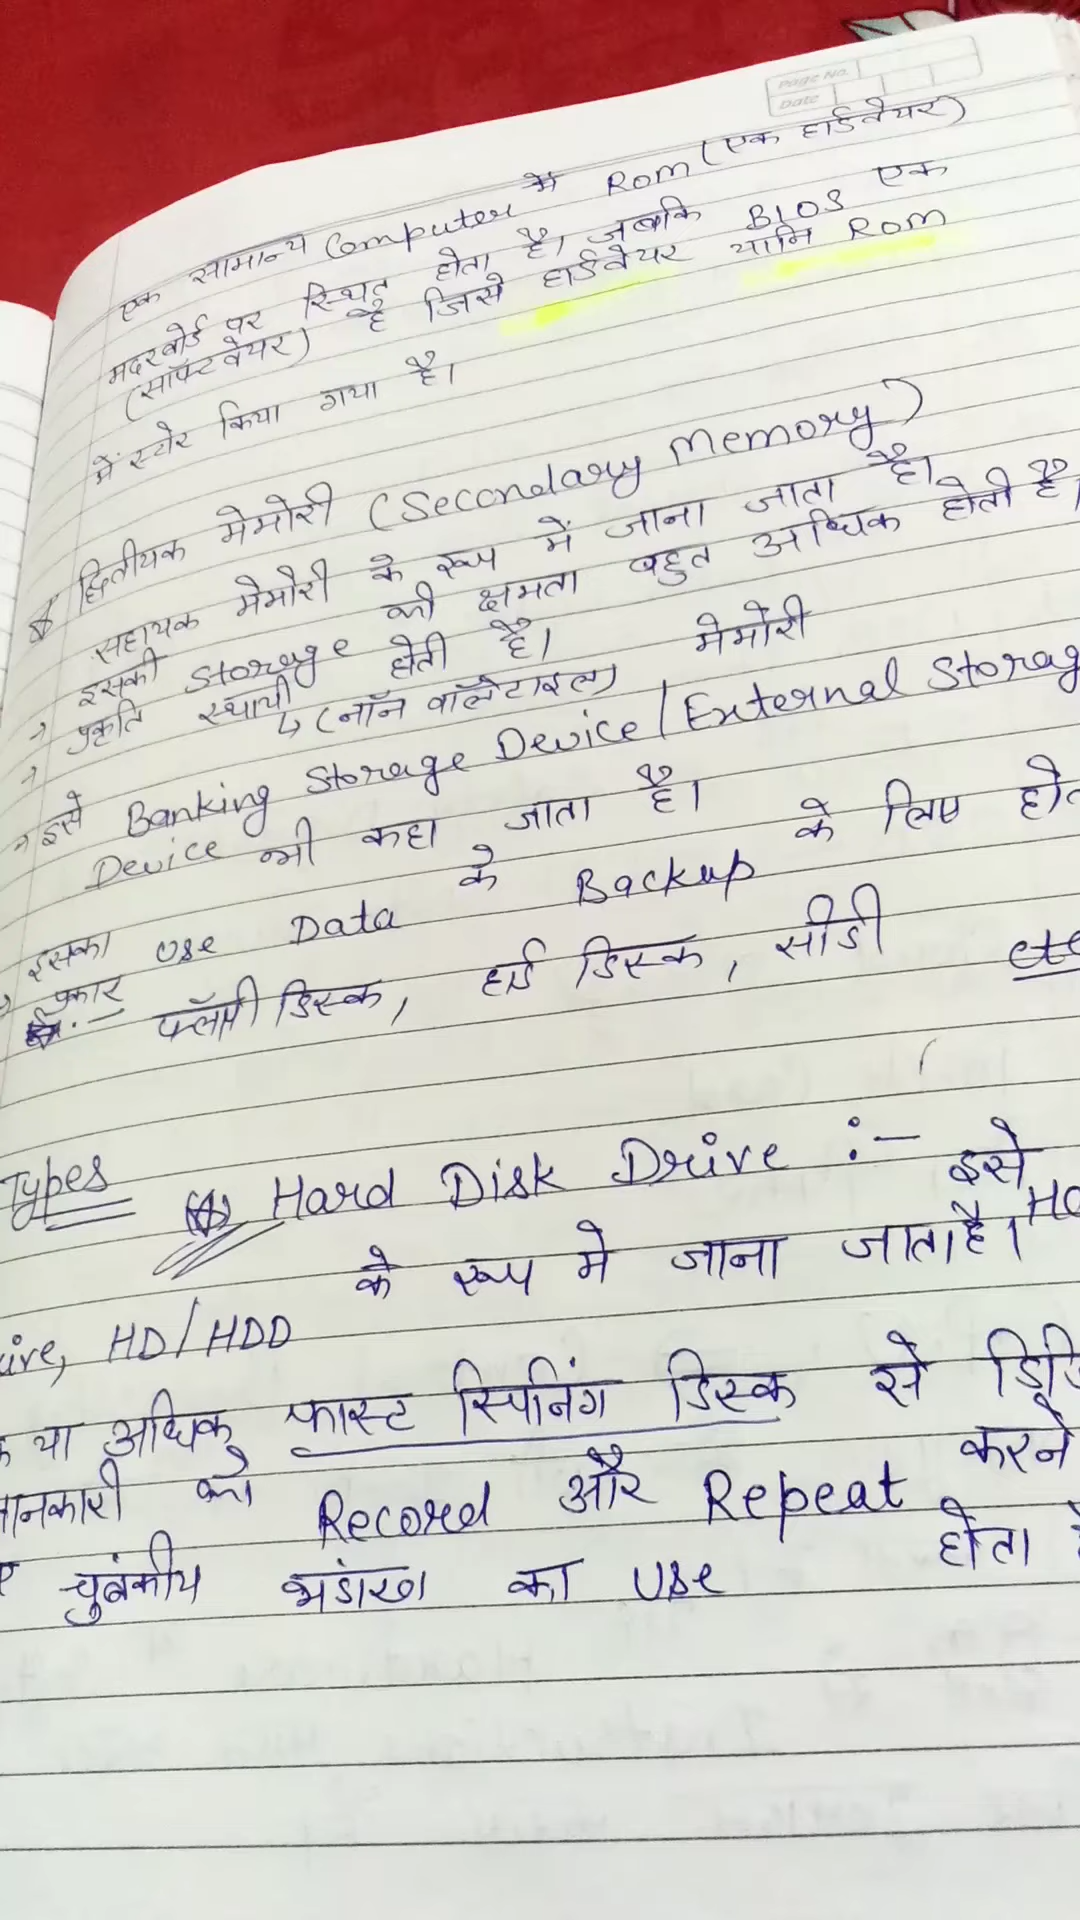 Page No.
Date
एक सामान्य Computer में Rom (एक हार्डवेयर)
मदरबोर्ड पर स्थित होता है, जबकि BIOS एक
(सॉफ्टवेयर) है जिसे हार्डवेयर यानि Rom
में स्टोर किया गया है।
द्वितीयक मेमोरी (Secondary Memory)
सहायक मेमोरी के रूप में जाना जाता है।
→ इसकी Storage की क्षमता बहुत अधिक होती है।
→ प्रकृति स्थायी होती है।
↳ (नॉन वॉलेटाइल) मेमोरी
→ इसे Banking Storage Device / External Storag
Device भी कहा जाता है।
इसका use Data के Backup के लिए हो
प्रकार :- फ्लॉपी डिस्क, हार्ड डिस्क, सीडी etc
Types Hard Disk Drive :- इसे
के रूप मे जाना जाता है। HD
ive, HD/HDD
क या अधिक फास्ट स्पिनिंग डिस्क से डिजि
जानकारी को Record और Repeat करने
ए चुबंकीय भंडारण का use होता है